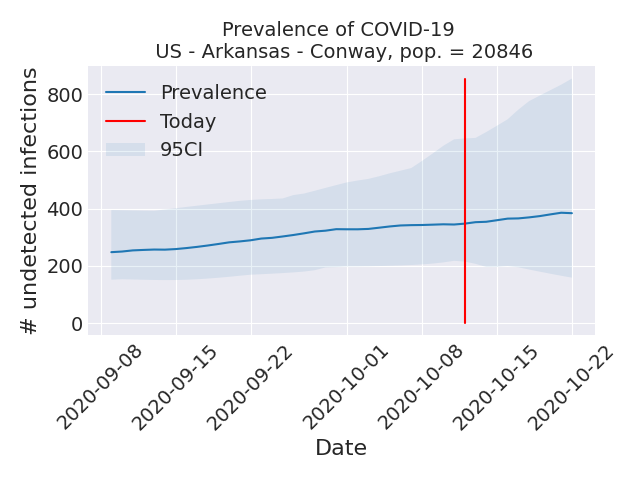 Prevalence of COVID-19
US - Arkansas - Conway, pop. = 20846
# undetected infections
800
600
400
200
0
Prevalence
Today
95CI
2020-09-08
2020-09-15
2020-09-22
2020-10-01
2020-10-08
2020-10-15
2020-10-22
Date